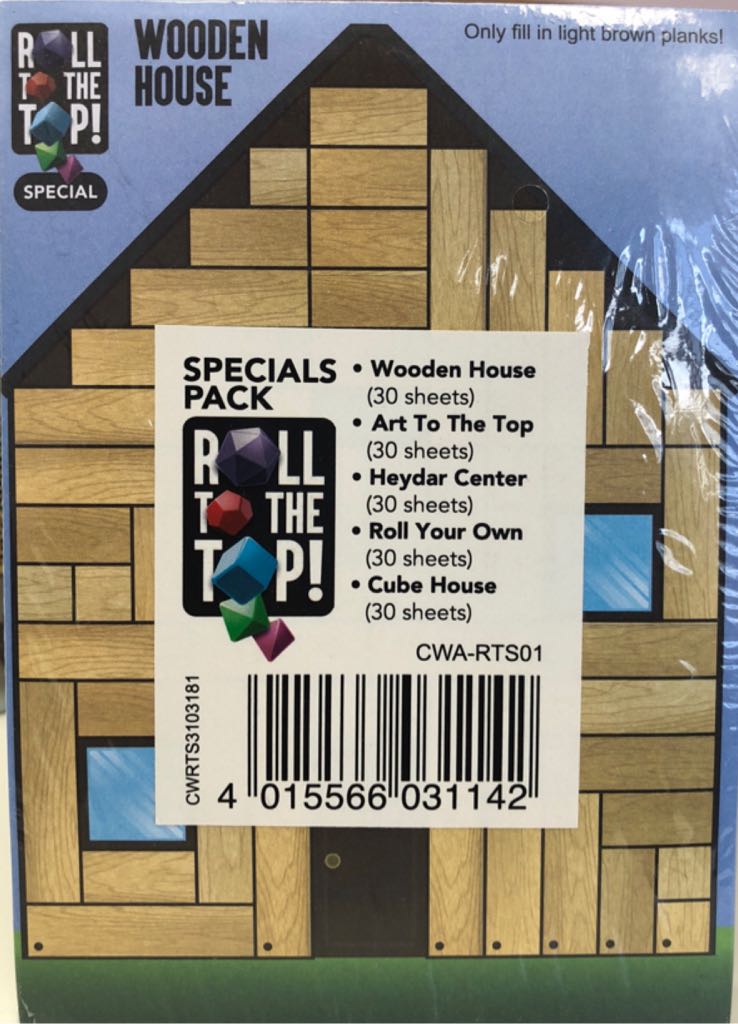 ROLL
TO THE
TOP!
SPECIAL
WOODEN
HOUSE
Only fill in light brown planks!
SPECIALS
PACK
ROLL
TO THE
TOP!
• Wooden House
(30 sheets)
• Art To The Top
(30 sheets)
• Heydar Center
(30 sheets)
• Roll Your Own
(30 sheets)
• Cube House
(30 sheets)
CWA-RTS01
CWRTS3103181
4 015566 031142